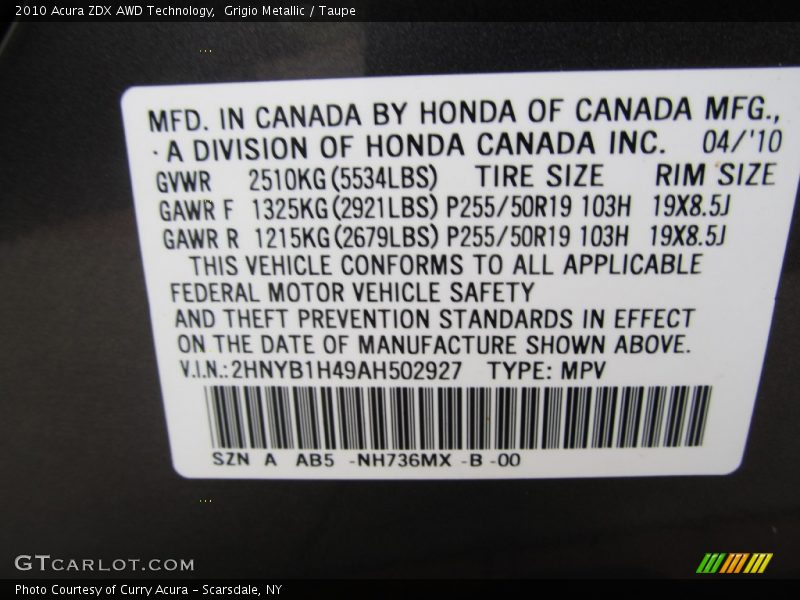 2010 Acura ZDX AWD Technology,  Grigio Metallic / Taupe
MFD. IN CANADA BY HONDA OF CANADA MFG.,
A DIVISION OF HONDA CANADA INC. 04/'10
GVWR 2510KG(5534LBS) TIRE SIZE RIM SIZE
GAWR F 1325KG(2921LBS) P255/50R19 103H 19X8.5J
GAWR R 1215KG(2679LBS) P255/50R19 103H 19X8.5J
THIS VEHICLE CONFORMS TO ALL APPLICABLE
FEDERAL MOTOR VEHICLE SAFETY
AND THEFT PREVENTION STANDARDS IN EFFECT
ON THE DATE OF MANUFACTURE SHOWN ABOVE.
V.I.N.: 2HNYB1H49AH502927 TYPE: MPV
SZN A AB5 -NH736MX -B -00
GTCARLOT.COM
Photo Courtesy of Curry Acura - Scarsdale, NY